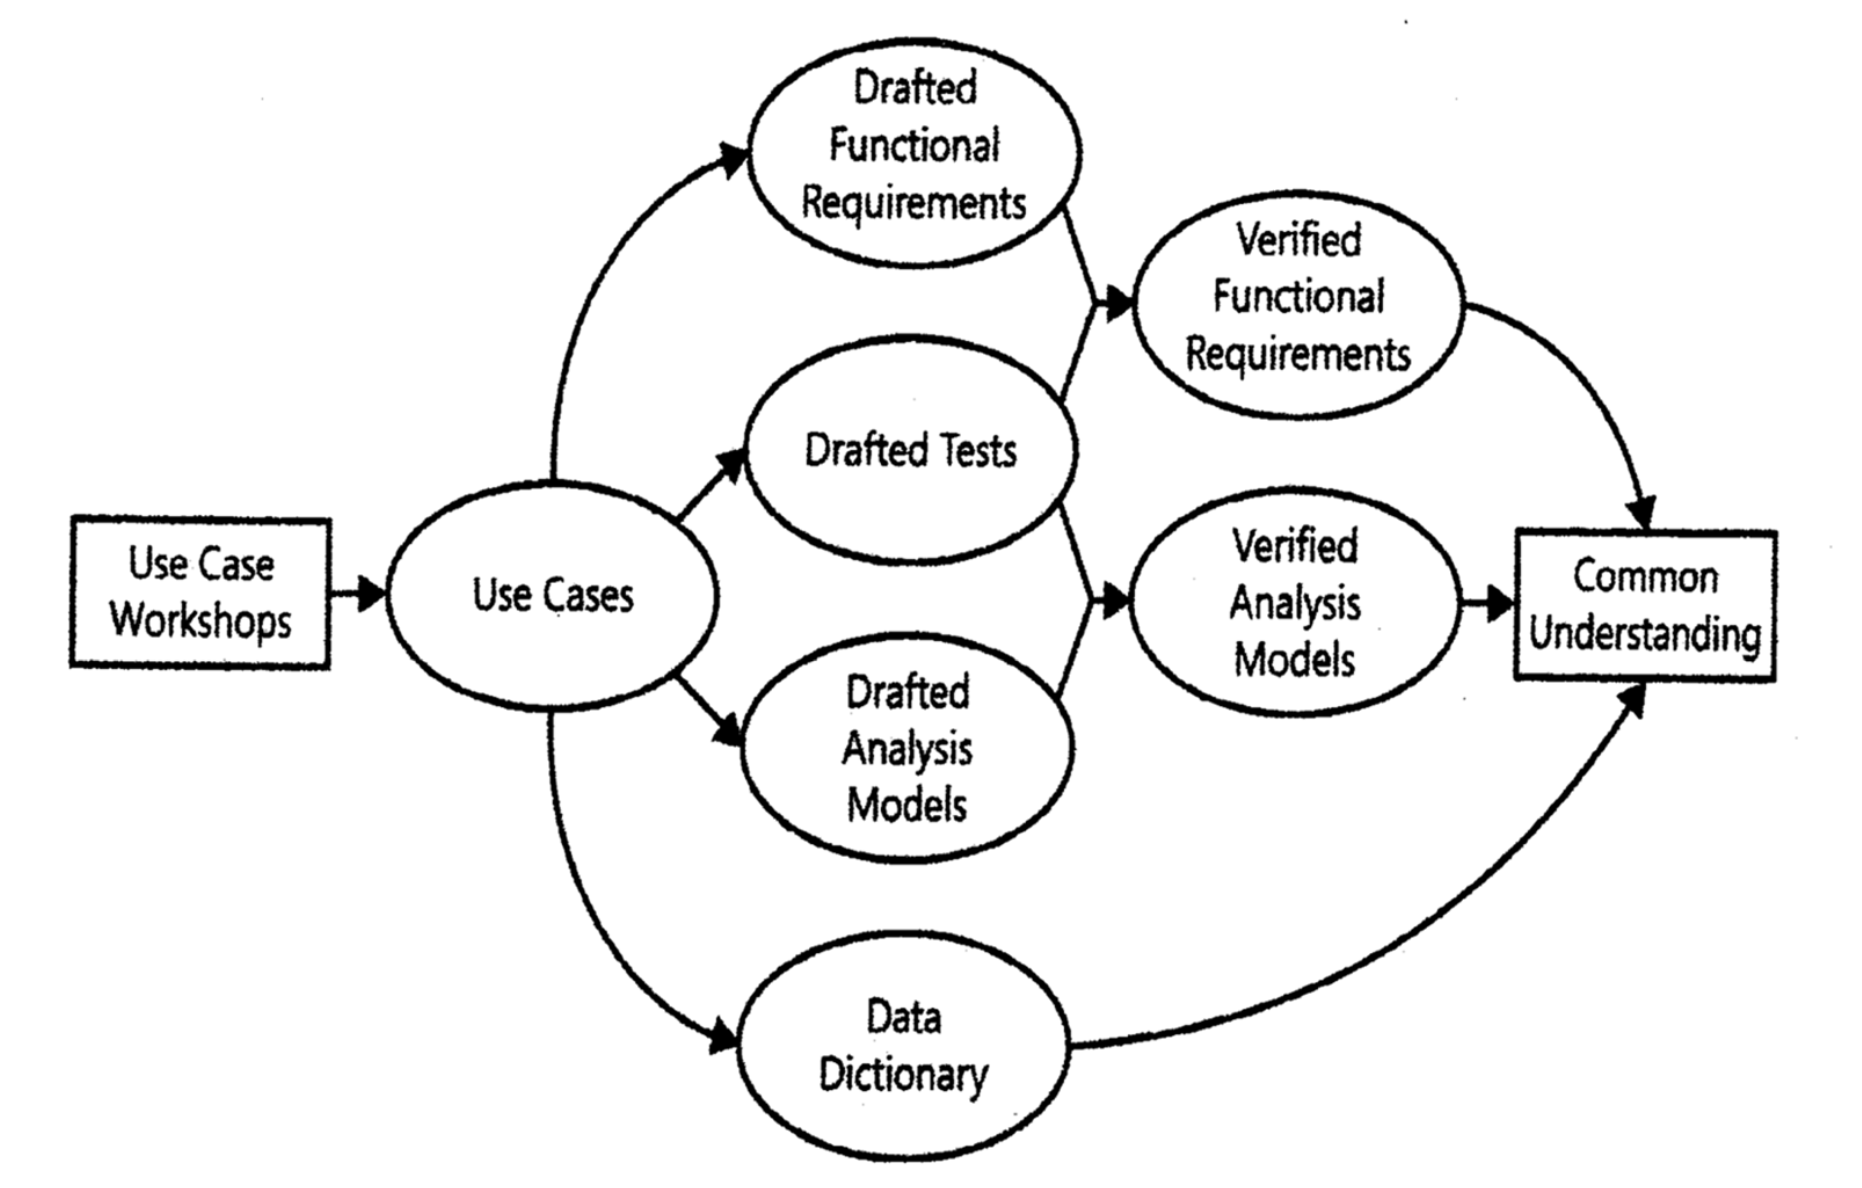 Drafted
Functional
Requirements
Verified
Functional
Requirements
Drafted Tests
Use Case
Workshops
Use Cases
Verified
Analysis
Models
Common
Understanding
Drafted
Analysis
Models
Data
Dictionary